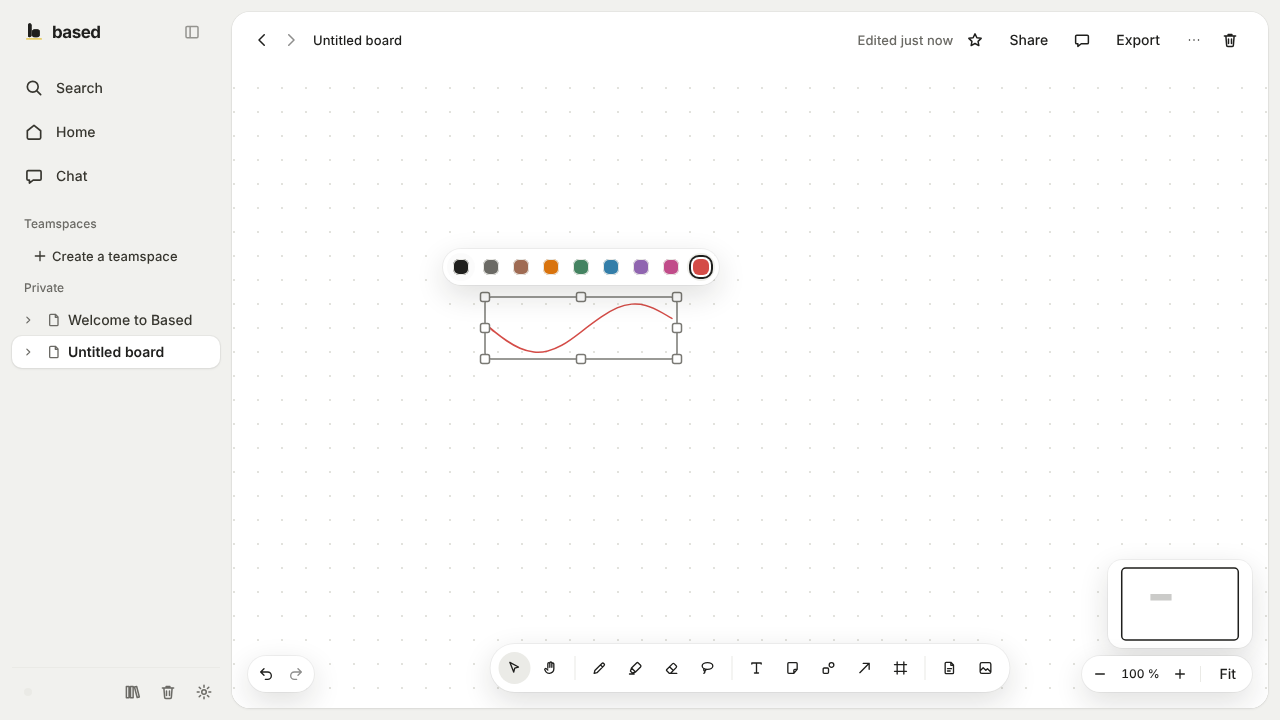 based
Untitled board
Edited just now
Share
Export
Search
Home
Chat
Teamspaces
Create a teamspace
Private
Welcome to Based
Untitled board
100 %
Fit